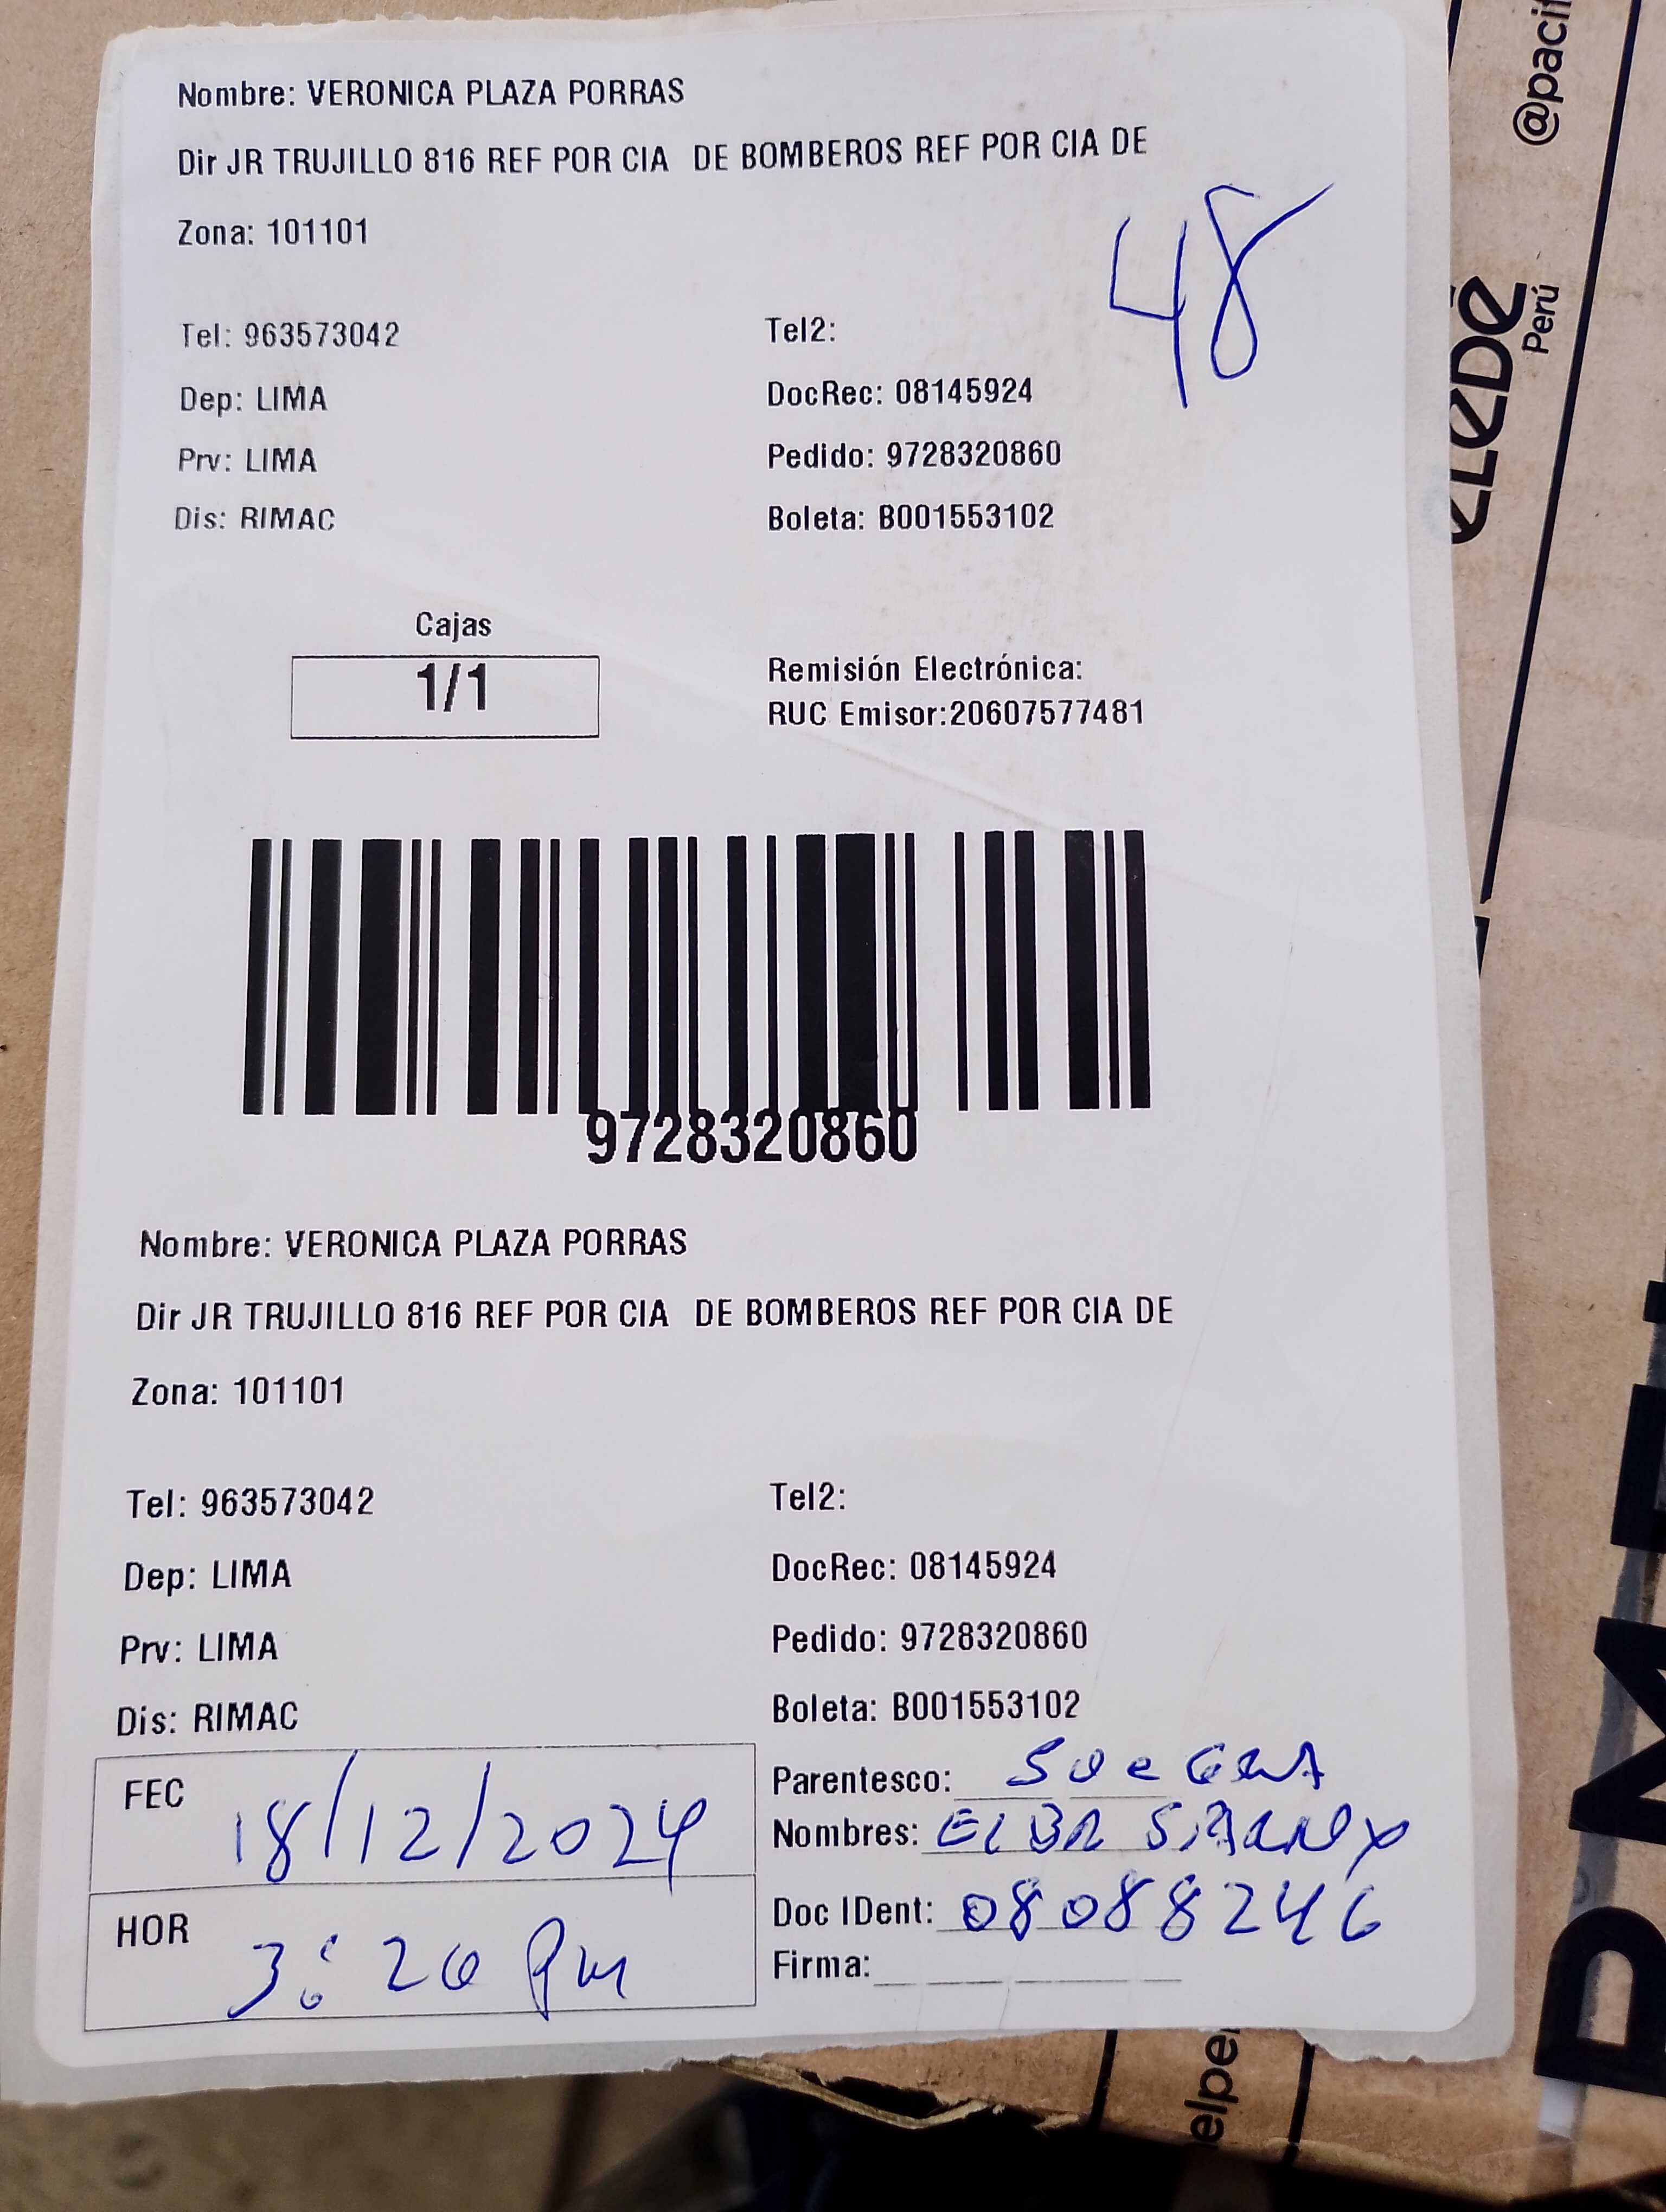 Nombre: VERONICA PLAZA PORRAS
Dir JR TRUJILLO 816 REF POR CIA  DE BOMBEROS REF POR CIA DE
Zona: 101101
48
Tel: 963573042
Tel2:
Dep: LIMA
DocRec: 08145924
Prv: LIMA
Pedido: 9728320860
Dis: RIMAC
Boleta: B001553102
Cajas
1/1
Remisión Electrónica:
RUC Emisor:20607577481
9728320860
Nombre: VERONICA PLAZA PORRAS
Dir JR TRUJILLO 816 REF POR CIA  DE BOMBEROS REF POR CIA DE
Zona: 101101
Tel: 963573042
Tel2:
Dep: LIMA
DocRec: 08145924
Prv: LIMA
Pedido: 9728320860
Dis: RIMAC
Boleta: B001553102
FEC 18/12/2024
HOR 3:20 pm
Parentesco:
Nombres: ELBA
Doc IDent: 08088246
Firma:
@pacif
Perú